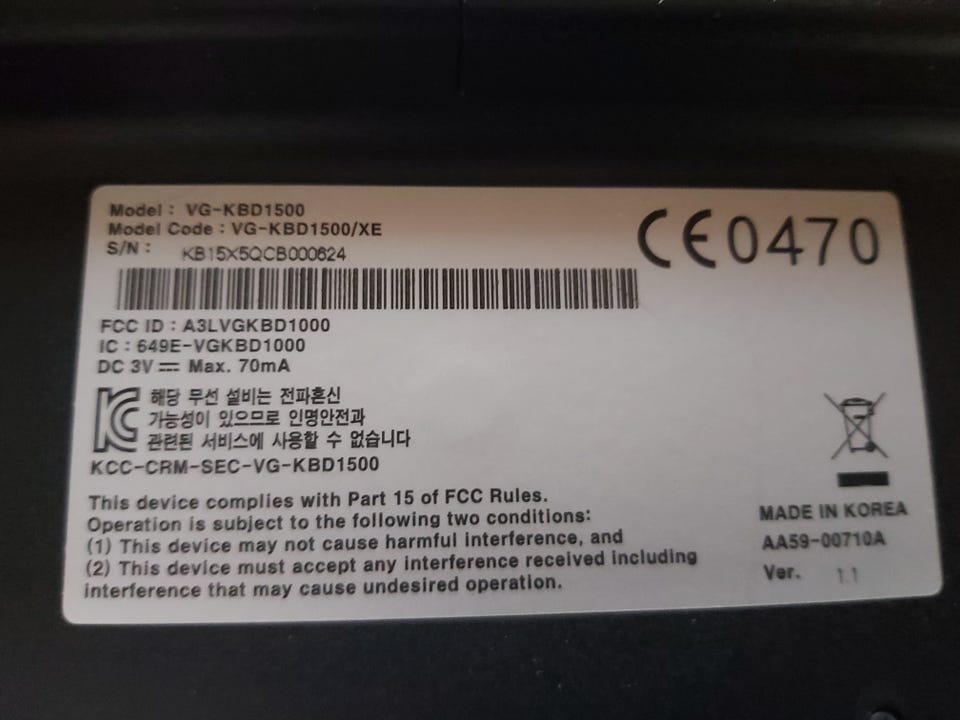 Model : VG-KBD1500
Model Code : VG-KBD1500/XE
S/N : KB15X5QCB000624
CE0470
FCC ID : A3LVGKBD1000
IC : 649E-VGKBD1000
DC 3V⎓ Max. 70mA
해당 무선 설비는 전파혼신
가능성이 있으므로 인명안전과
관련된 서비스에 사용할 수 없습니다
KCC-CRM-SEC-VG-KBD1500
This device complies with Part 15 of FCC Rules.
Operation is subject to the following two conditions:
(1) This device may not cause harmful interference, and
(2) This device must accept any interference received including
interference that may cause undesired operation.
MADE IN KOREA
AA59-00710A
Ver. 1.1